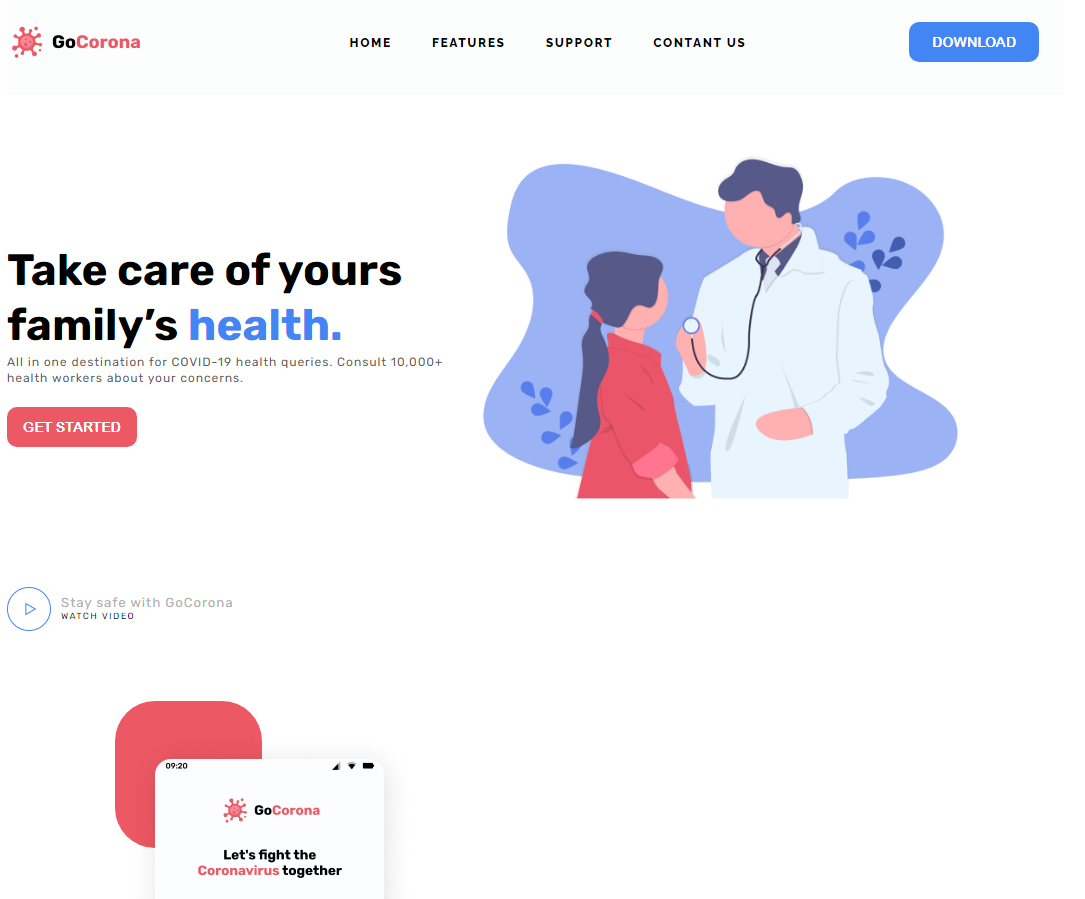 GoCorona
HOME FEATURES SUPPORT CONTANT US
DOWNLOAD
Take care of yours
family’s health.
All in one destination for COVID-19 health queries. Consult 10,000+
health workers about your concerns.
GET STARTED
Stay safe with GoCorona
WATCH VIDEO
09:20
GoCorona
Let's fight the
Coronavirus together